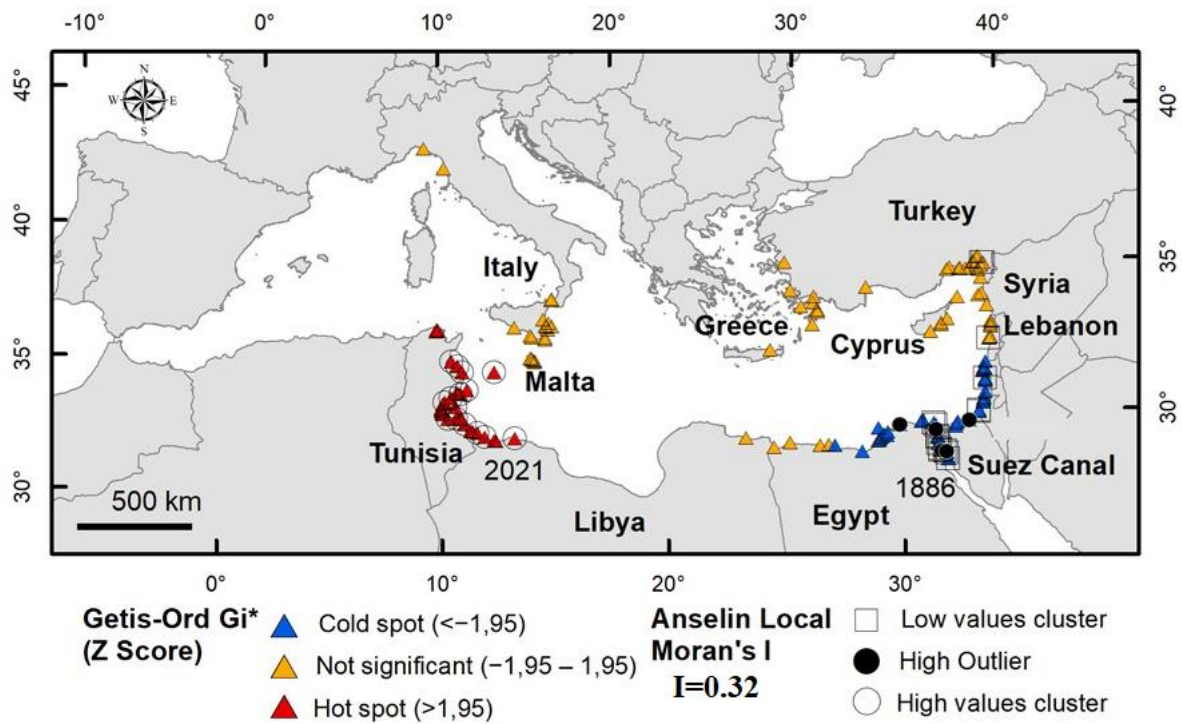 -10° 0° 10° 20° 30° 40°
N
W E
S
45°
40°
35°
30°
40°
35°
30°
Turkey
Italy
Syria
Greece
Lebanon
Cyprus
Malta
Tunisia
2021
Suez Canal
1886
500 km
Libya
Egypt
0° 10° 20° 30°
Getis-Ord Gi*
(Z Score)
Cold spot (<−1,95)
Not significant (−1,95 – 1,95)
Hot spot (>1,95)
Anselin Local
Moran's I
I=0.32
Low values cluster
High Outlier
High values cluster